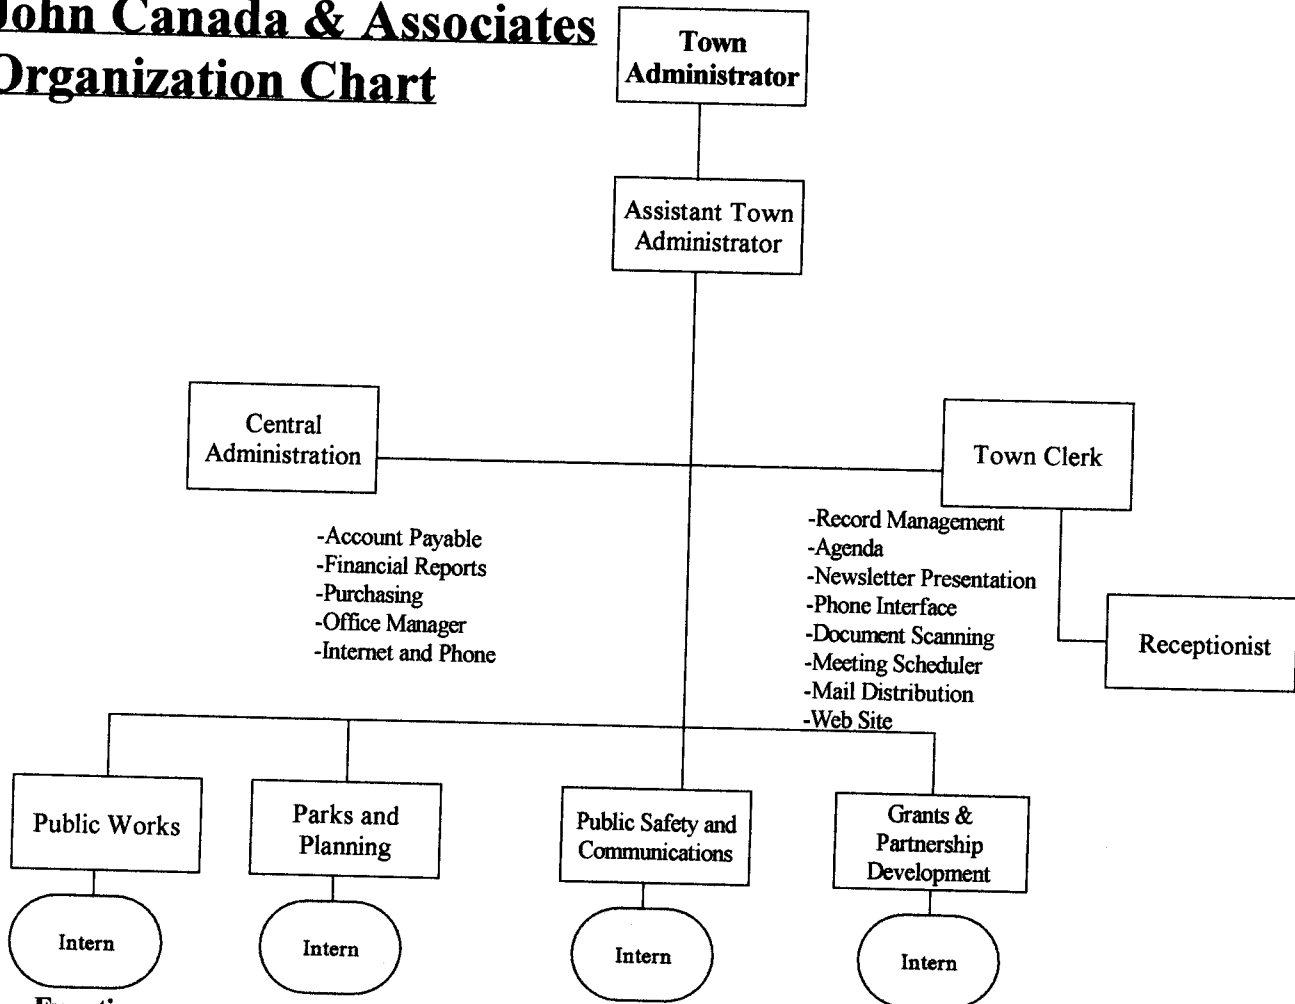 John Canada & Associates
Organization Chart
Town
Administrator
Assistant Town
Administrator
Central
Administration
Town Clerk
-Account Payable
-Financial Reports
-Purchasing
-Office Manager
-Internet and Phone
-Record Management
-Agenda
-Newsletter Presentation
-Phone Interface
-Document Scanning
-Meeting Scheduler
-Mail Distribution
-Web Site
Receptionist
Public Works
Parks and
Planning
Public Safety and
Communications
Grants &
Partnership
Development
Intern
Intern
Intern
Intern